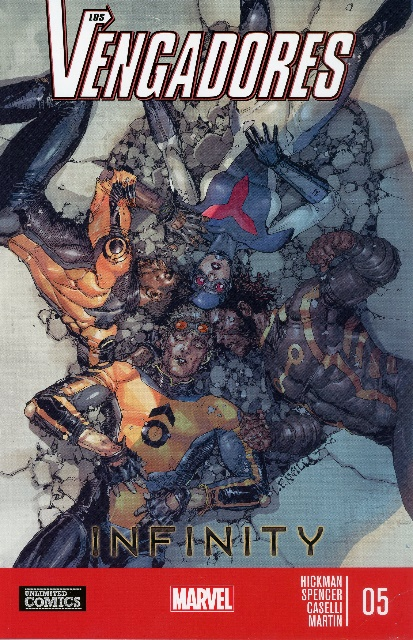 LOS
VENGADORES
INFINITY
UNLIMITED
COMICS
MARVEL
HICKMAN
SPENCER
CASELLI
MARTIN
05